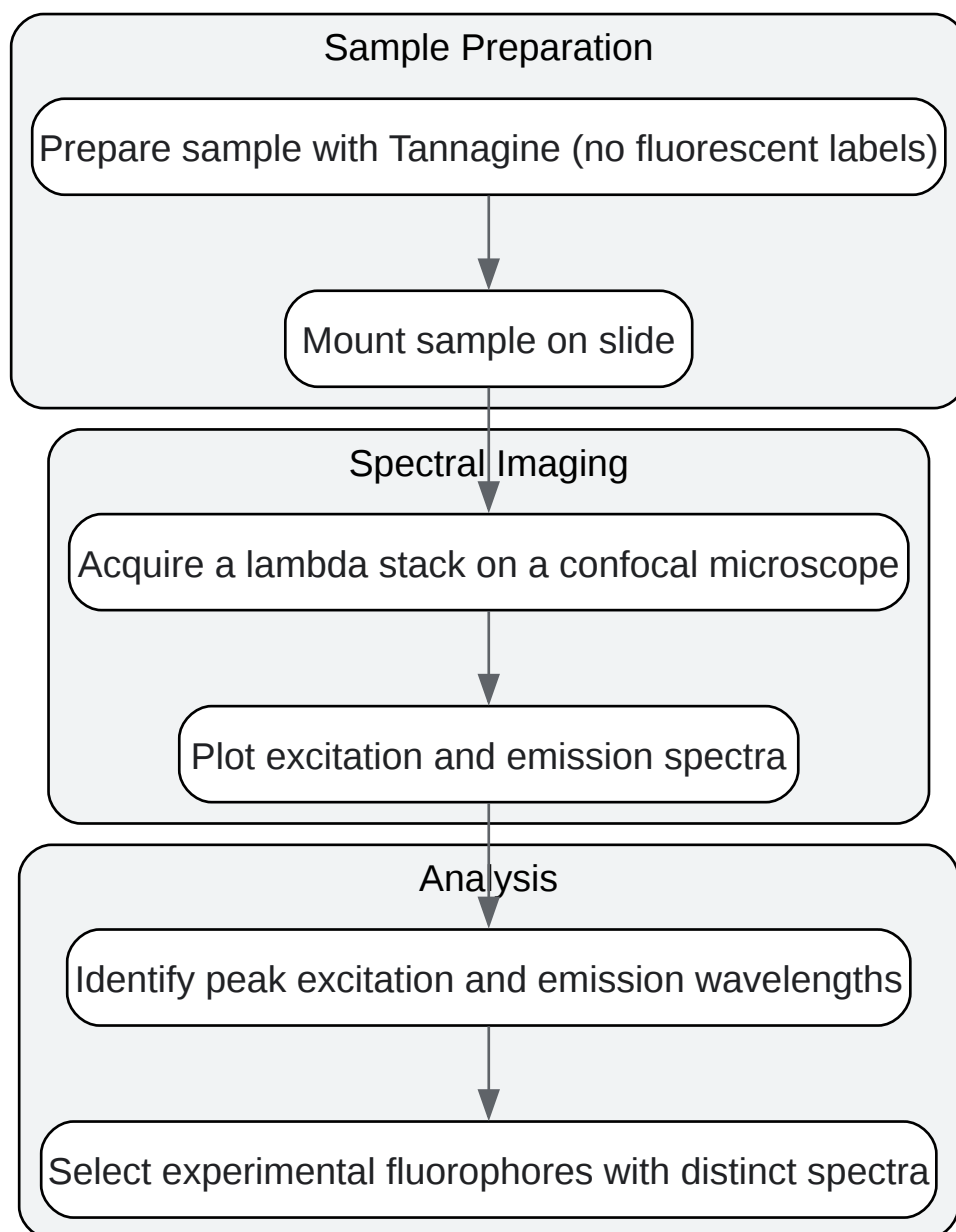 Sample Preparation
Prepare sample with Tannagine (no fluorescent labels)
Mount sample on slide
Spectral Imaging
Acquire a lambda stack on a confocal microscope
Plot excitation and emission spectra
Analysis
Identify peak excitation and emission wavelengths
Select experimental fluorophores with distinct spectra